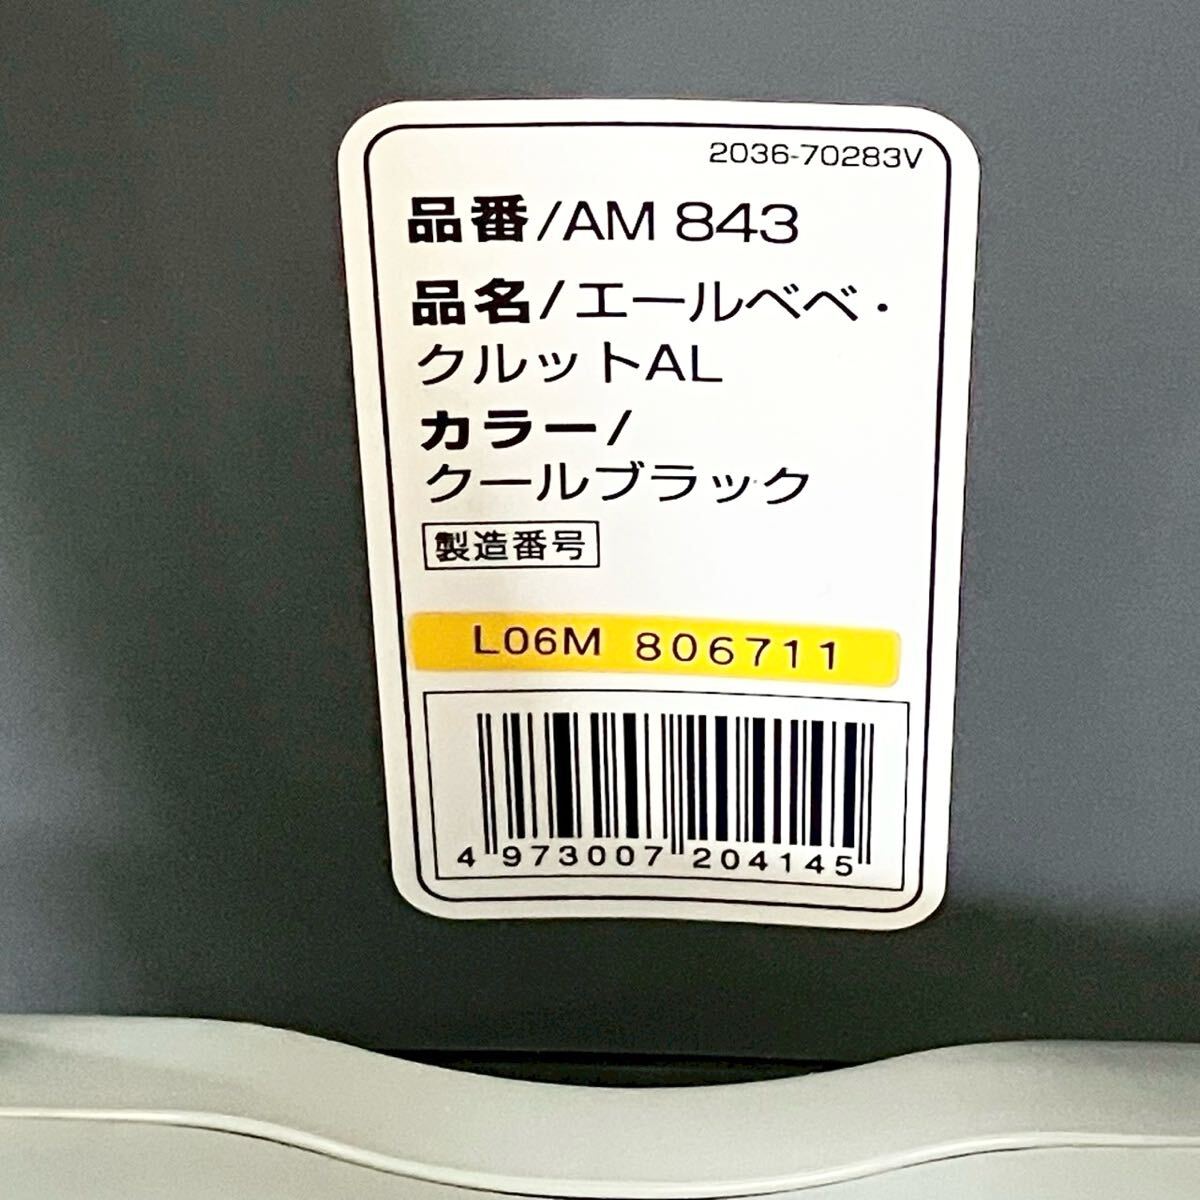 2036-70283V
品番/AM 843
品名/エールベベ・
クルットAL
カラー/
クールブラック
製造番号
L06M 806711
4 973007 204145